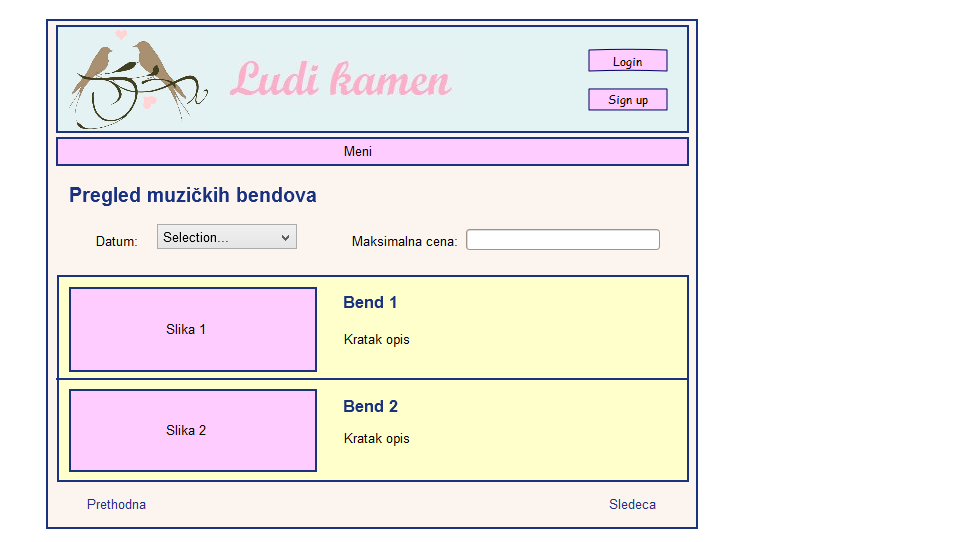 Ludi kamen
Login
Sign up
Meni
Pregled muzičkih bendova
Datum: Selection... Maksimalna cena:
Slika 1
Bend 1
Kratak opis
Slika 2
Bend 2
Kratak opis
Prethodna Sledeca